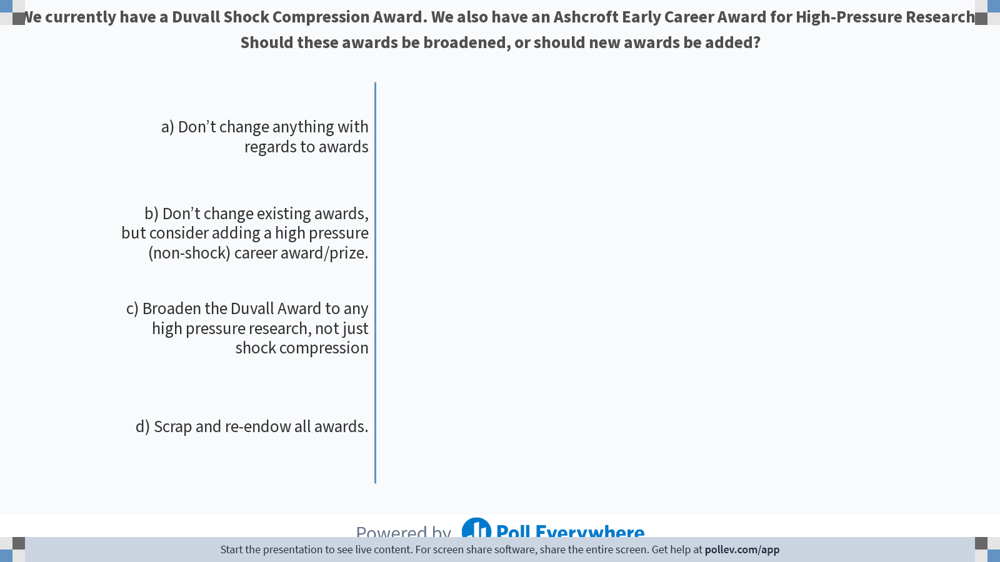 We currently have a Duvall Shock Compression Award. We also have an Ashcroft Early Career Award for High-Pressure Research
Should these awards be broadened, or should new awards be added?
a) Don’t change anything with
regards to awards
b) Don’t change existing awards,
but consider adding a high pressure
(non-shock) career award/prize.
c) Broaden the Duvall Award to any
high pressure research, not just
shock compression
d) Scrap and re-endow all awards.
Powered by Poll Everywhere
Start the presentation to see live content. For screen share software, share the entire screen. Get help at pollev.com/app